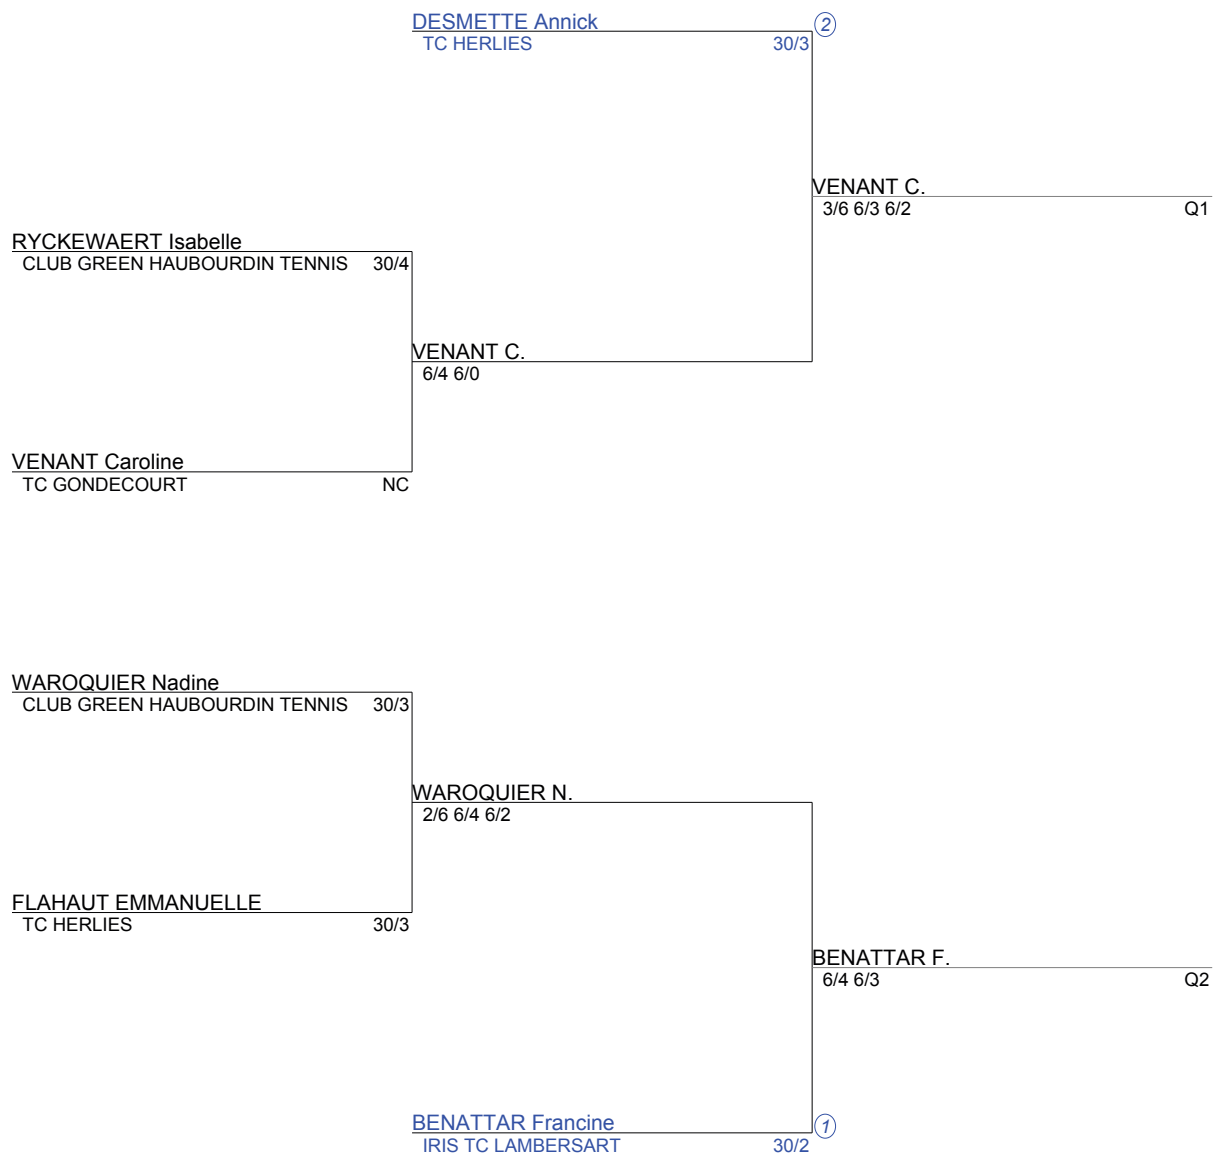 DESMETTE Annick 2
TC HERLIES 30/3
VENANT C.
3/6 6/3 6/2 Q1
RYCKEWAERT Isabelle
CLUB GREEN HAUBOURDIN TENNIS 30/4
VENANT C.
6/4 6/0
VENANT Caroline
TC GONDECOURT NC
WAROQUIER Nadine
CLUB GREEN HAUBOURDIN TENNIS 30/3
WAROQUIER N.
2/6 6/4 6/2
FLAHAUT EMMANUELLE
TC HERLIES 30/3
BENATTAR F.
6/4 6/3 Q2
BENATTAR Francine 1
IRIS TC LAMBERSART 30/2